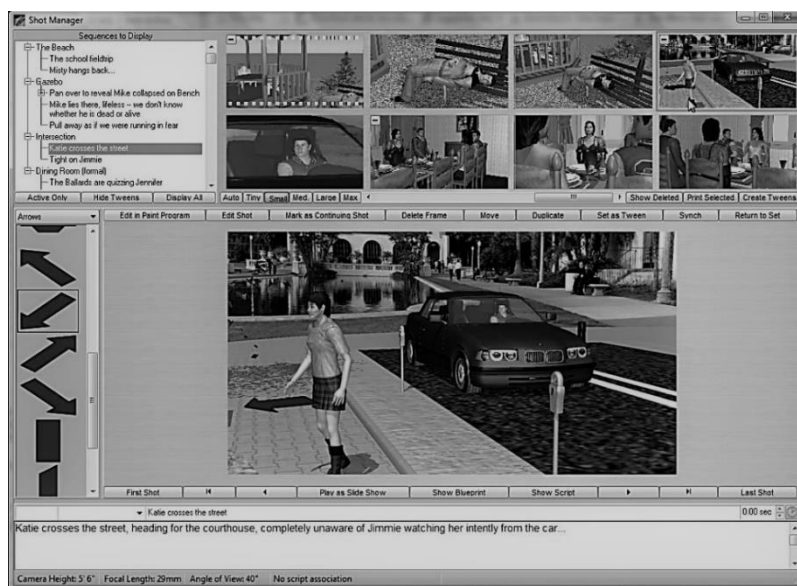 Shot Manager
Sequences to Display
The Beach
The school fieldtrip
Misty hangs back...
Gazebo
Pan over to reveal Mike collapsed on Bench
Mike lies there, lifeless – we don't know
whether he is dead or alive
Pull away as if we were running in fear
Intersection
Katie crosses the street
Tight on Jimmie
Dining Room (formal)
The Ballards are quizzing Jennifer
Active Only Hide Tweens Display All Auto Tiny Small Med. Large Max Show Deleted Print Selected Create Tweens
Arrows Edit in Paint Program Edit Shot Mark as Continuing Shot Delete Frame Move Duplicate Set as Tween Synch Return to Set
First Shot Play as Slide Show Show Blueprint Show Script Last Shot
Katie crosses the street 0.00 sec
Katie crosses the street, heading for the courthouse, completely unaware of Jimmie watching her intently from the car...
Camera Height: 5' 6" Focal Length: 29mm Angle of View: 40° No script association